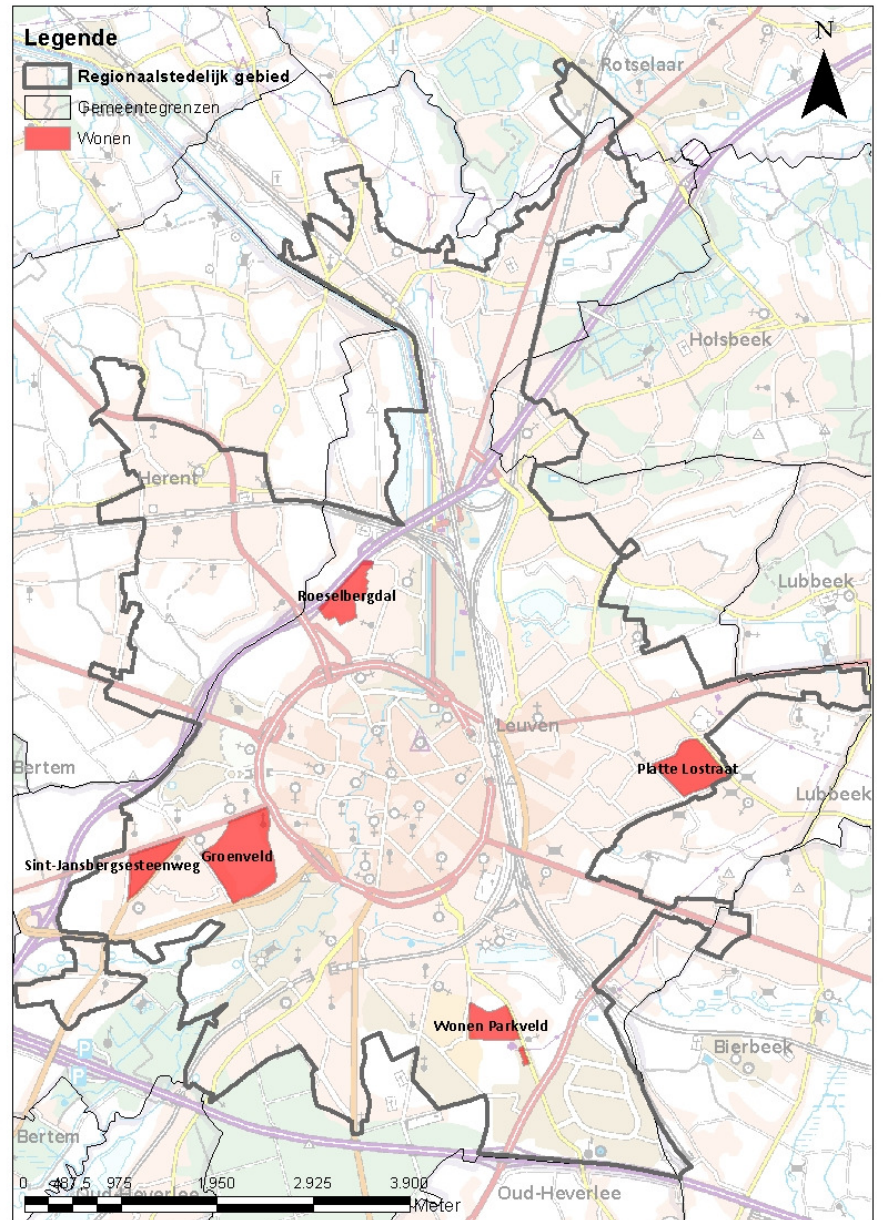 Legende
N
Regionaalstedelijk gebied
Gemeentegrenzen
Wonen
Rotselaar
Holsbeek
Herent
Lubbeek
Roeselbergdal
Leuven
Bertem
Platte Lostraat
Lubbeek
Sint-Jansbergsesteenweg
Groenveld
Wonen Parkveld
Bierbeek
P
P
Bertem
0 487,5 975 1.950 2.925 3.900
Meter
Oud-Heverlee
Oud-Heverlee